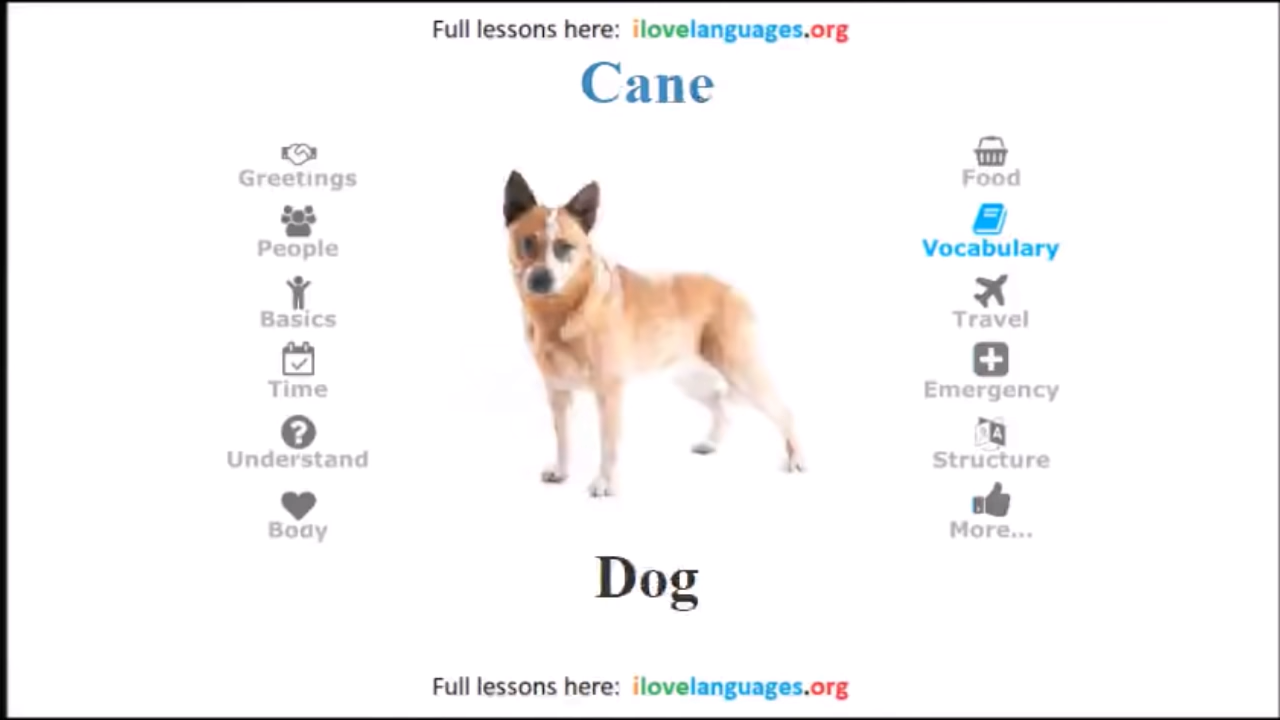 Full lessons here: ilovelanguages.org
Cane
Greetings
People
Basics
Time
Understand
Body
Food
Vocabulary
Travel
Emergency
Structure
More...
Dog
Full lessons here: ilovelanguages.org